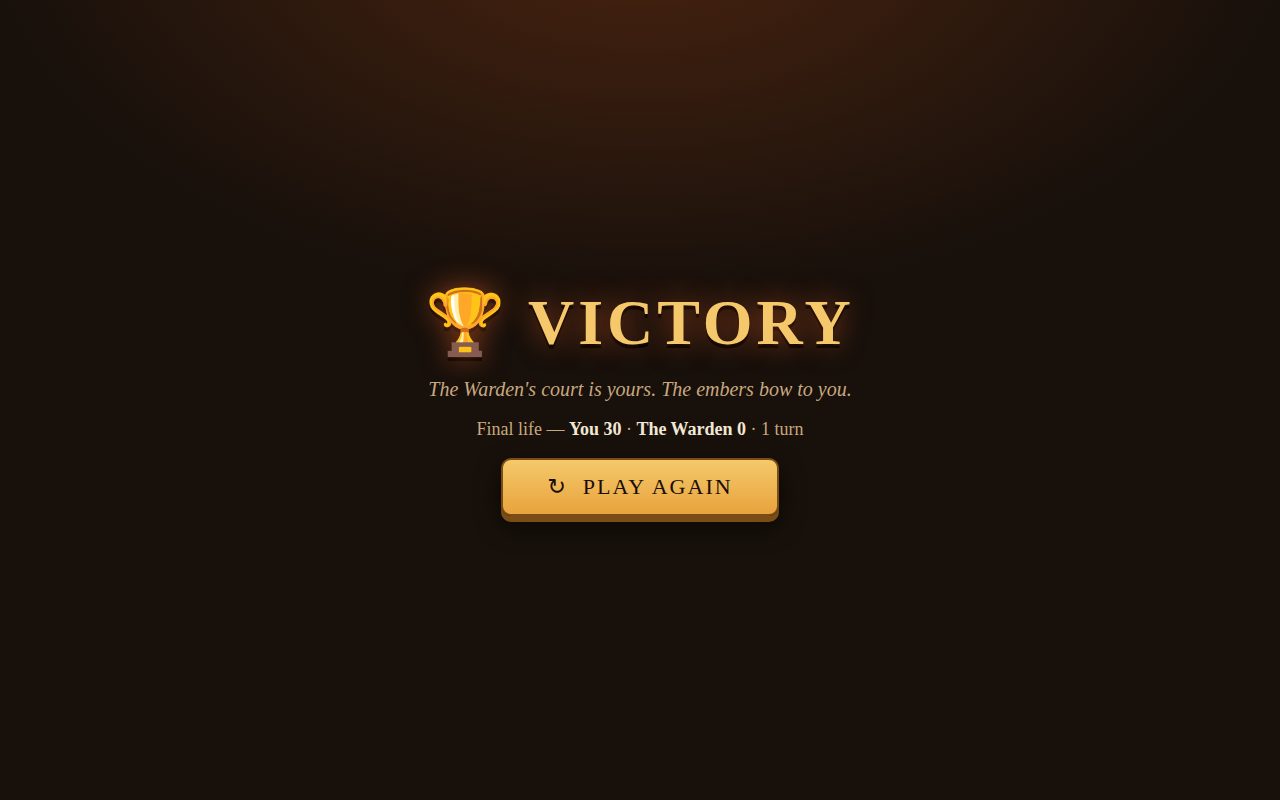 🏆 VICTORY
The Warden's court is yours. The embers bow to you.
Final life — You 30 · The Warden 0 · 1 turn
↻ PLAY AGAIN